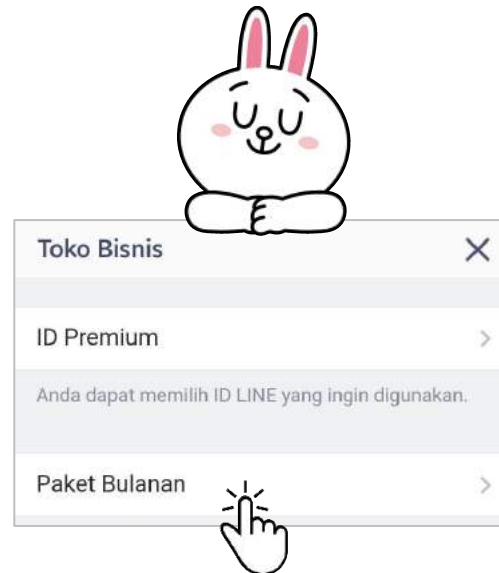 Toko Bisnis
ID Premium
Anda dapat memilih ID LINE yang ingin digunakan.
Paket Bulanan